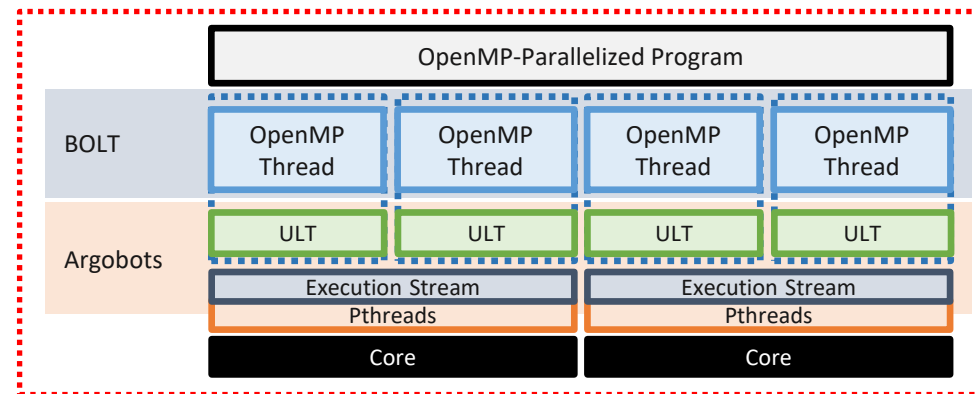 OpenMP-Parallelized Program
BOLT
OpenMP Thread
OpenMP Thread
OpenMP Thread
OpenMP Thread
Argobots
ULT
ULT
ULT
ULT
Execution Stream
Execution Stream
Pthreads
Pthreads
Core
Core